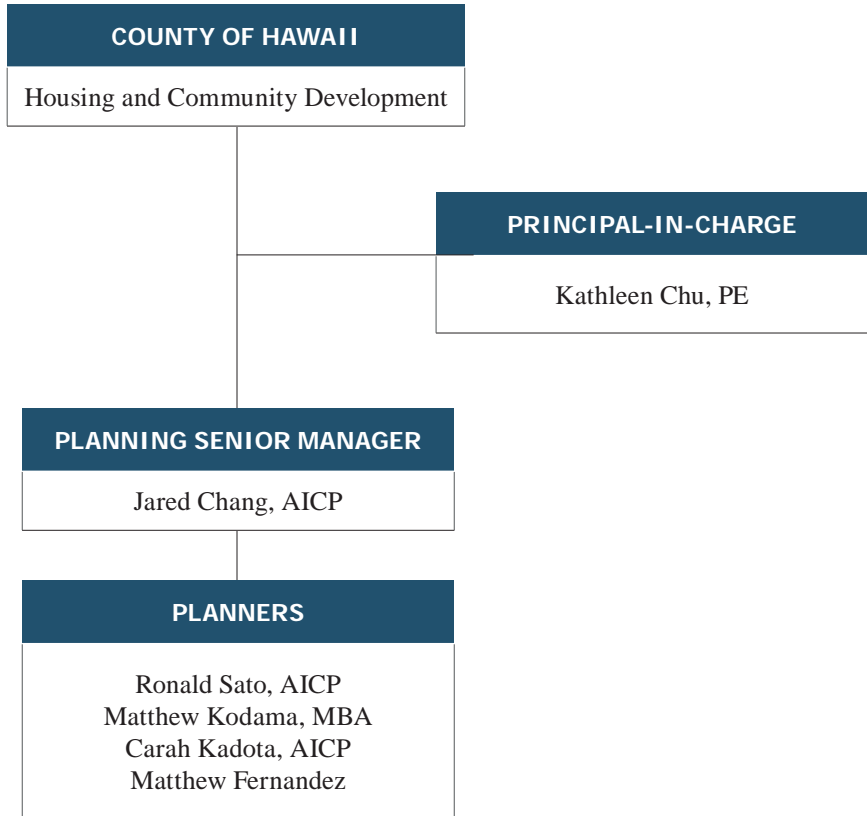 COUNTY OF HAWAII
Housing and Community Development
PRINCIPAL-IN-CHARGE
Kathleen Chu, PE
PLANNING SENIOR MANAGER
Jared Chang, AICP
PLANNERS
Ronald Sato, AICP
Matthew Kodama, MBA
Carah Kadota, AICP
Matthew Fernandez